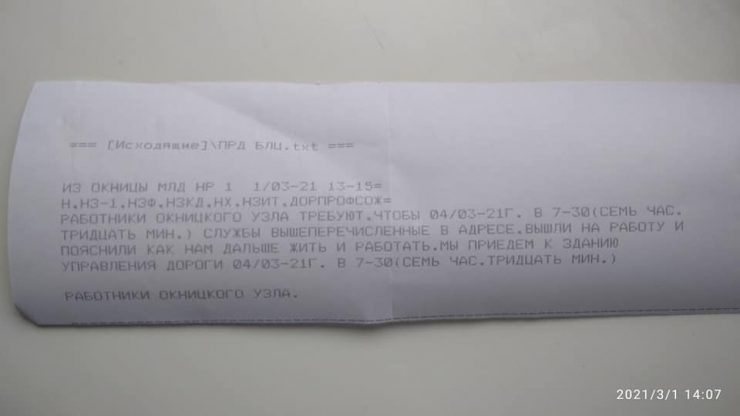 === [Исходящие]\ПРД БЛЦ.txt ===
ИЗ ОКНИЦЫ МЛД НР 1 1/03-21 13-15=
Н.НЗ-1.НЗФ.НЗКД.НХ.НЗИТ.ДОРПРОФСОЖ=
РАБОТНИКИ ОКНИЦКОГО УЗЛА ТРЕБУЮТ.ЧТОБЫ 04/03-21Г. В 7-30(СЕМЬ ЧАС.
ТРИДЦАТЬ МИН.) СЛУЖБЫ ВЫШЕПЕРЕЧИСЛЕННЫЕ В АДРЕСЕ.ВЫШЛИ НА РАБОТУ И
ПОЯСНИЛИ КАК НАМ ДАЛЬШЕ ЖИТЬ И РАБОТАТЬ.МЫ ПРИЕДЕМ К ЗДАНИЮ
УПРАВЛЕНИЯ ДОРОГИ 04/03-21Г. В 7-30(СЕМЬ ЧАС.ТРИДЦАТЬ МИН.)
РАБОТНИКИ ОКНИЦКОГО УЗЛА.
2021/3/1 14:07